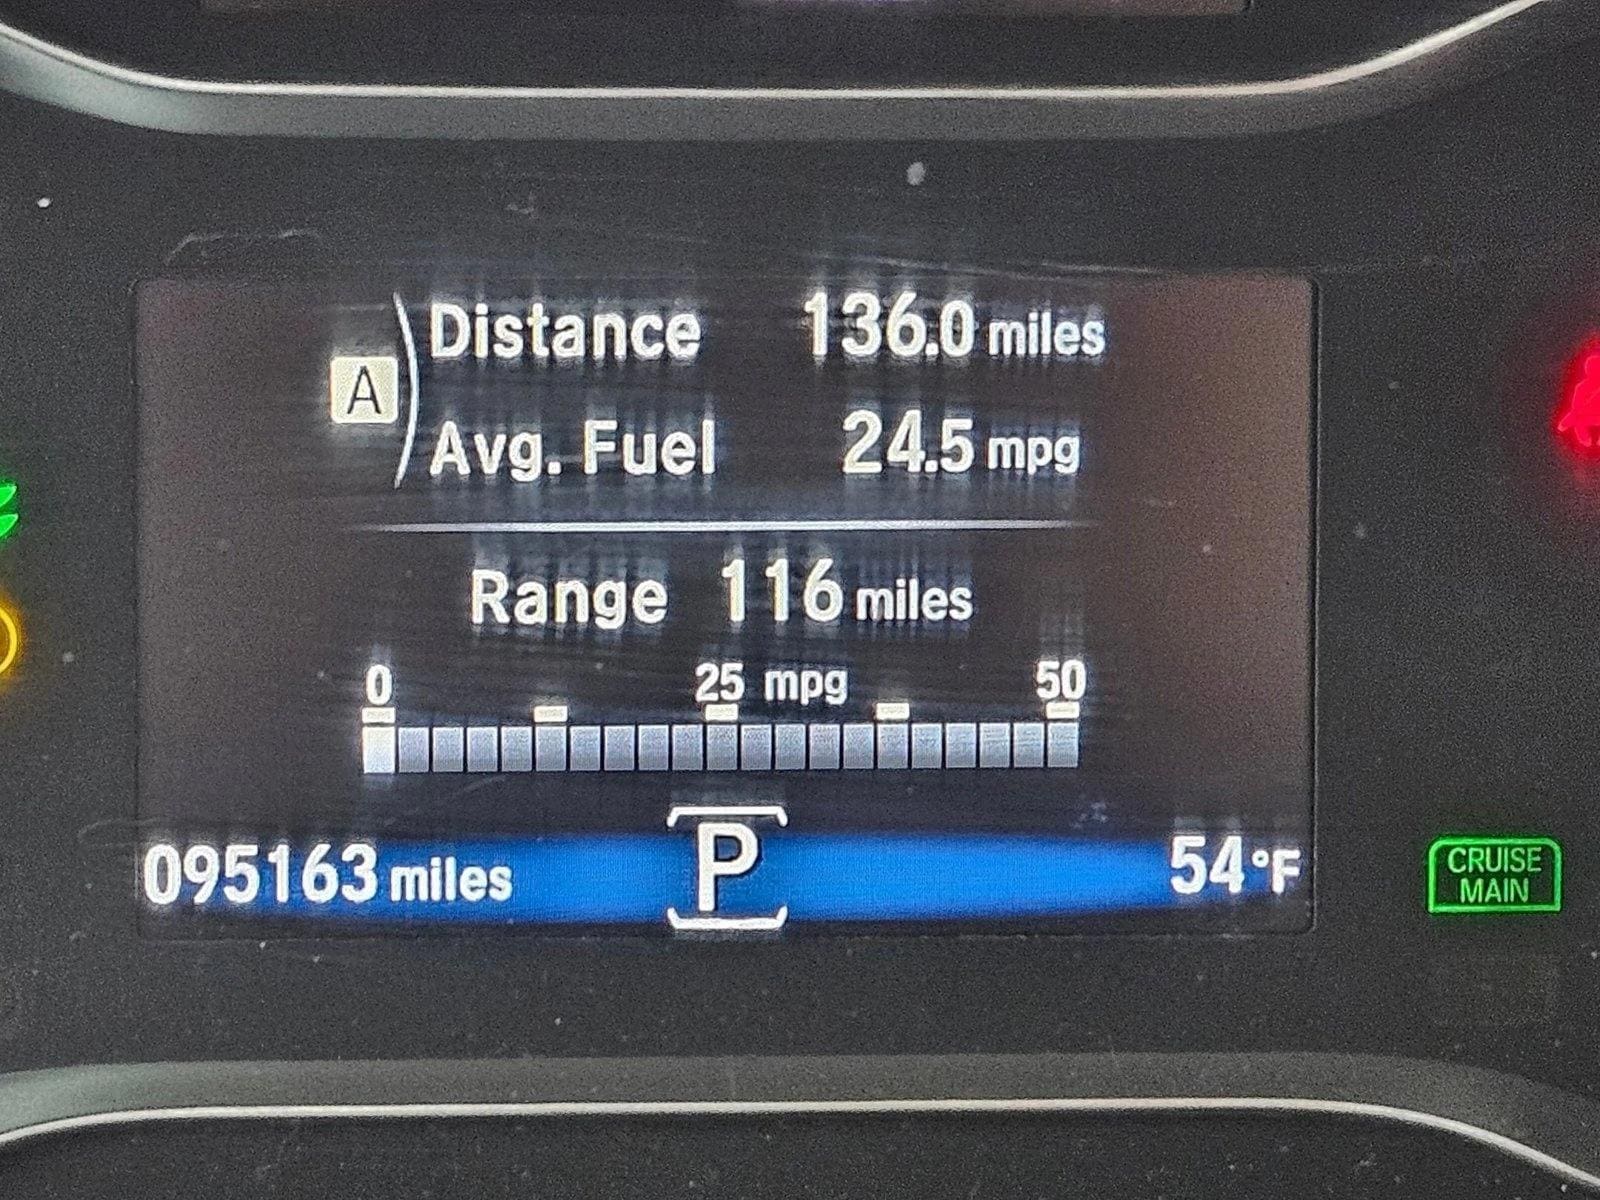 Distance 136.0 miles
A
Avg. Fuel 24.5 mpg
Range 116 miles
0 25 mpg 50
P
095163 miles 54°F
CRUISE
MAIN